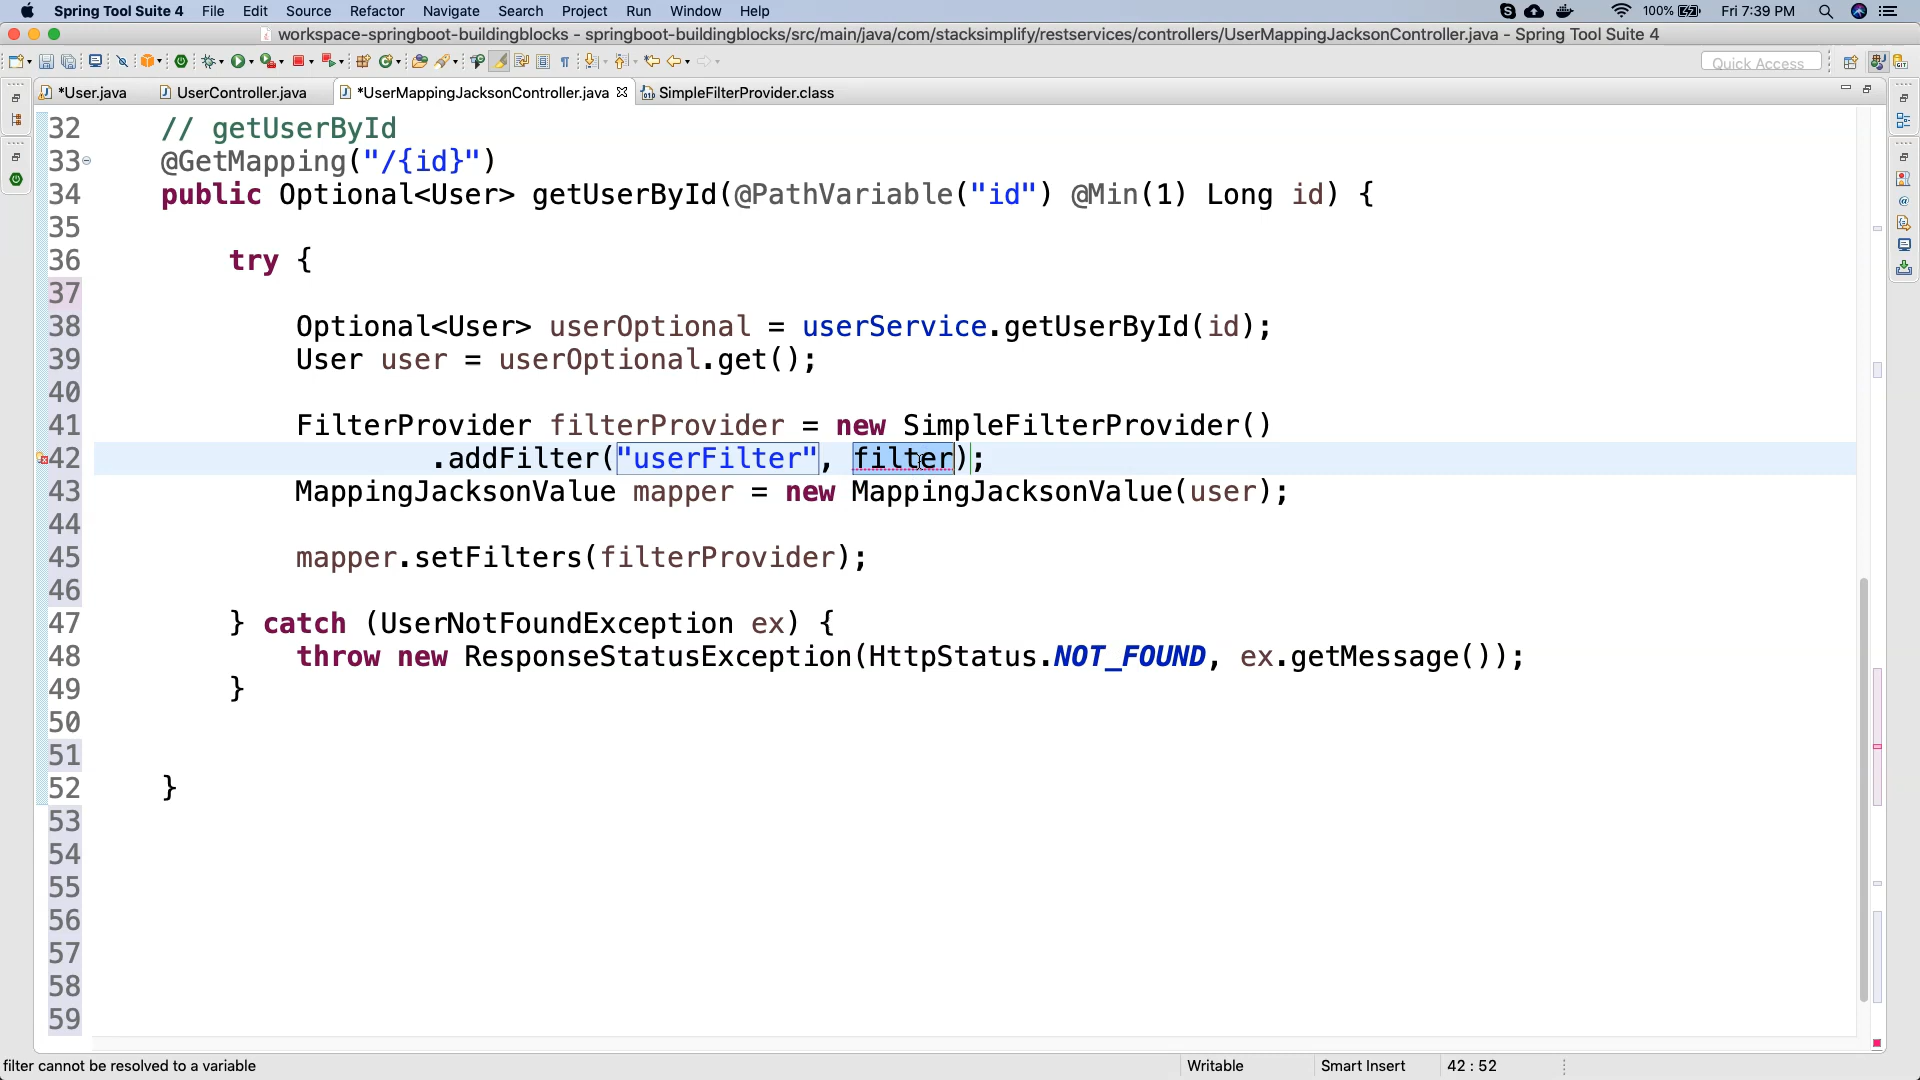 Spring Tool Suite 4 File Edit Source Refactor Navigate Search Project Run Window Help 100% Fri 7:39 PM
workspace-springboot-buildingblocks - springboot-buildingblocks/src/main/java/com/stacksimplify/restservices/controllers/UserMappingJacksonController.java - Spring Tool Suite 4
Quick Access
*User.java UserController.java *UserMappingJacksonController.java SimpleFilterProvider.class
32 // getUserById
33 @GetMapping("/{id}")
34 public Optional<User> getUserById(@PathVariable("id") @Min(1) Long id) {
35
36 try {
37
38 Optional<User> userOptional = userService.getUserById(id);
39 User user = userOptional.get();
40
41 FilterProvider filterProvider = new SimpleFilterProvider()
42 .addFilter("userFilter", filter);
43 MappingJacksonValue mapper = new MappingJacksonValue(user);
44
45 mapper.setFilters(filterProvider);
46
47 } catch (UserNotFoundException ex) {
48 throw new ResponseStatusException(HttpStatus.NOT_FOUND, ex.getMessage());
49 }
50
51
52 }
53
54
55
56
57
58
59
filter cannot be resolved to a variable Writable Smart Insert 42 : 52